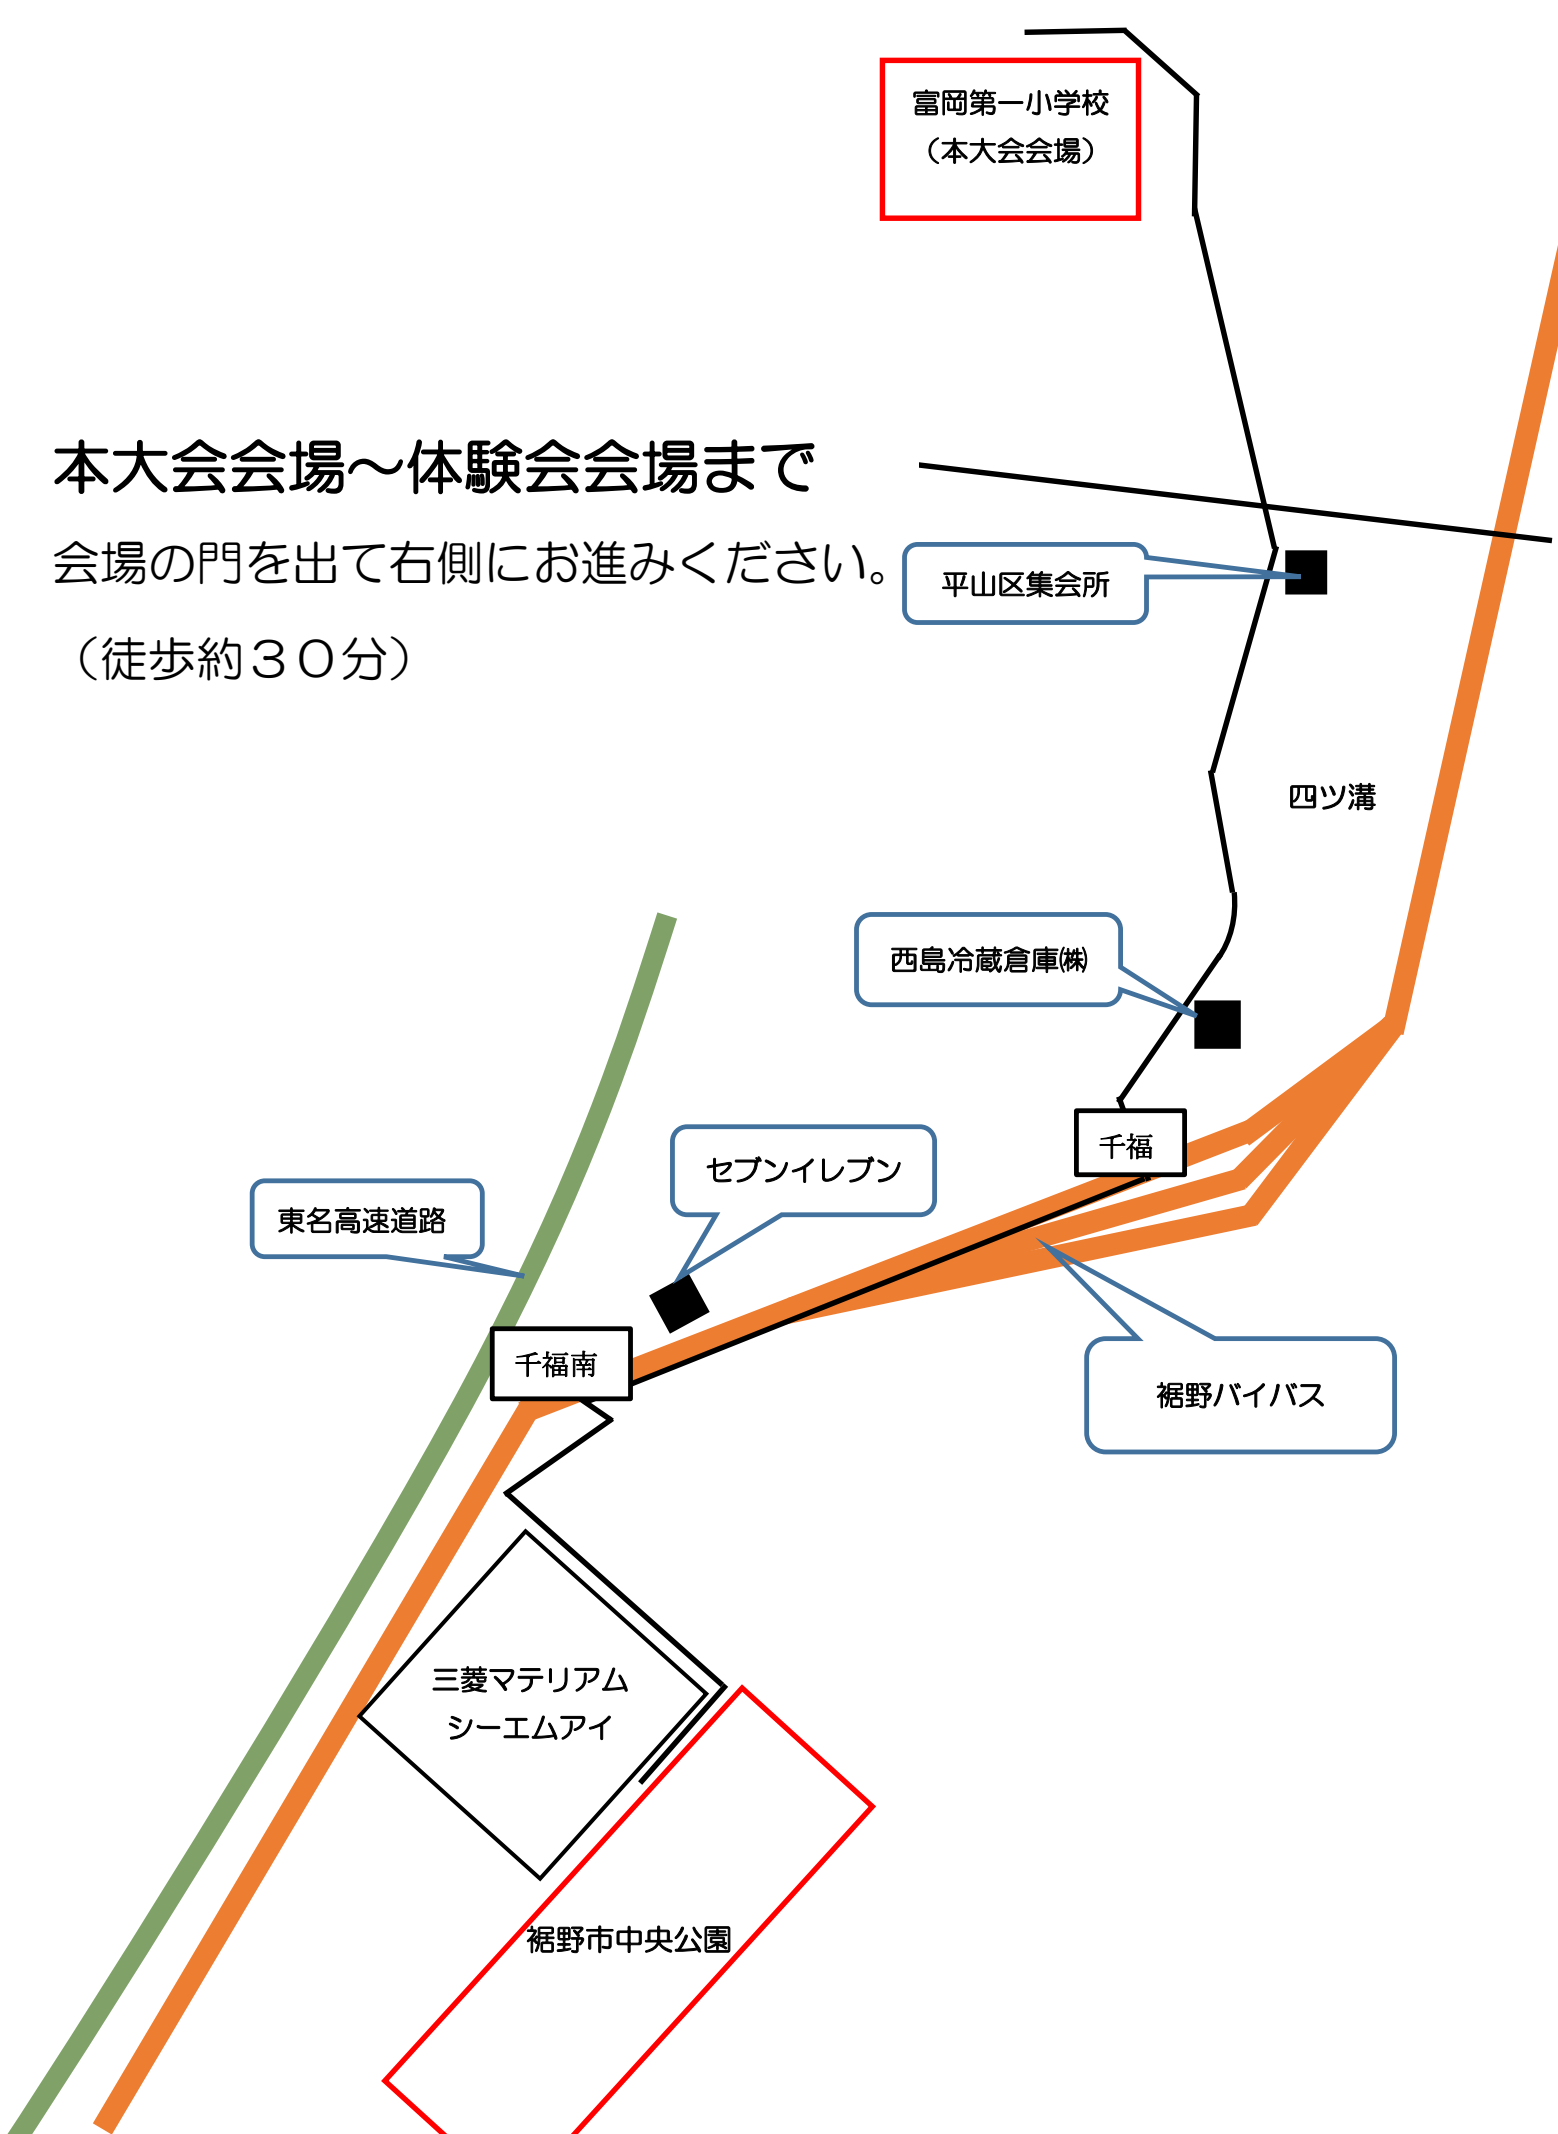 富岡第一小学校
（本大会会場）
本大会会場～体験会会場まで
会場の門を出て右側にお進みください。
（徒歩約３０分）
平山区集会所
四ツ溝
西島冷蔵倉庫㈱
千福
セブンイレブン
東名高速道路
千福南
裾野バイパス
三菱マテリアム
シーエムアイ
裾野市中央公園